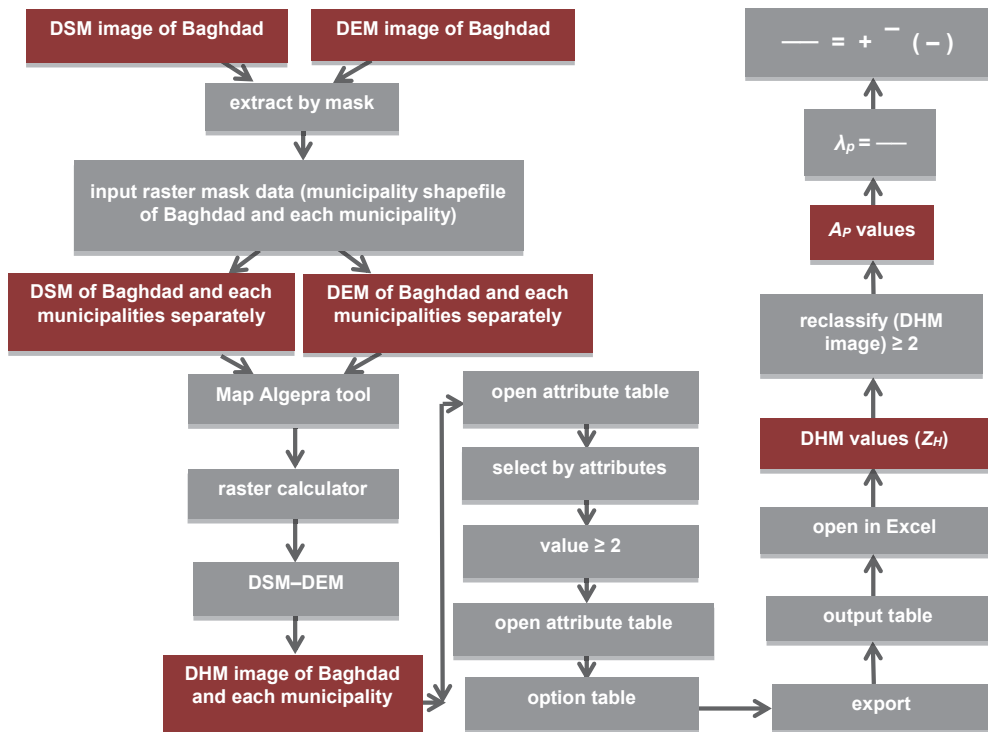 DSM image of Baghdad
DEM image of Baghdad
extract by mask
input raster mask data (municipality shapefile
of Baghdad and each municipality)
DSM of Baghdad and each
municipalities separately
DEM of Baghdad and each
municipalities separately
Map Algepra tool
raster calculator
DSM–DEM
DHM image of Baghdad
and each municipality
open attribute table
select by attributes
value ≥ 2
open attribute table
option table
export
output table
open in Excel
DHM values (Z_H)
reclassify (DHM
image) ≥ 2
A_P values
λ_p = —
— = + – ( – )